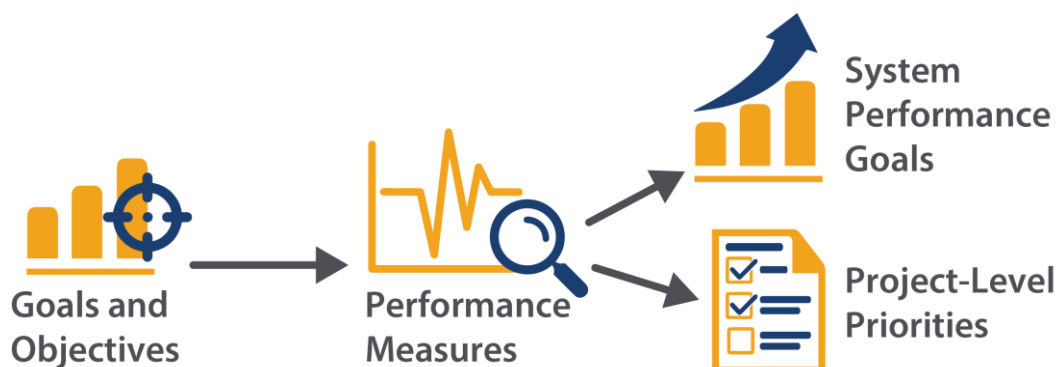 Goals and
Objectives
Performance
Measures
System
Performance
Goals
Project-Level
Priorities